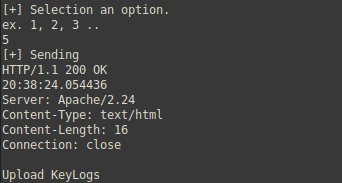 [+] Selection an option.
ex. 1, 2, 3 ..
5
[+] Sending
HTTP/1.1 200 OK
20:38:24.054436
Server: Apache/2.24
Content-Type: text/html
Content-Length: 16
Connection: close
Upload KeyLogs